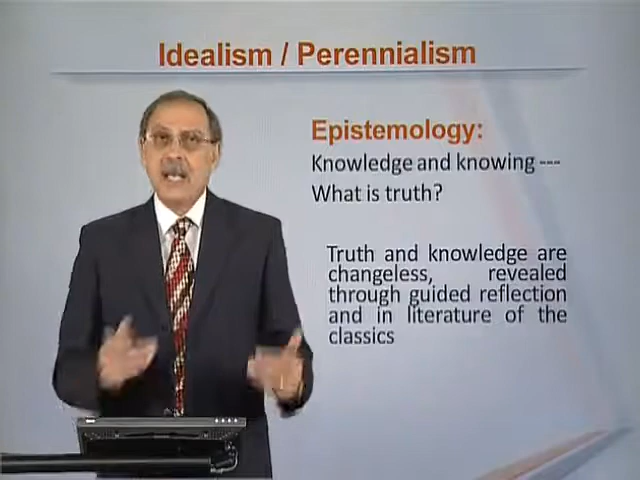 Idealism / Perennialism
Epistemology:
Knowledge and knowing ---
What is truth?
Truth and knowledge are
changeless, revealed
through guided reflection
and in literature of the
classics